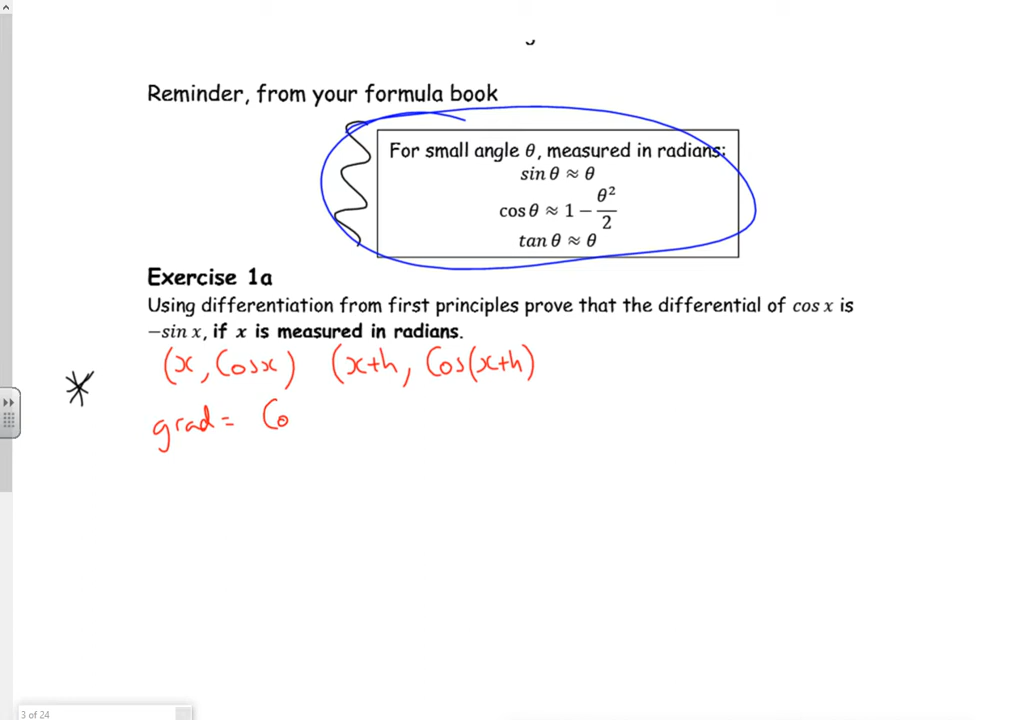 Reminder, from your formula book
For small angle θ, measured in radians:
sin θ ≈ θ
cos θ ≈ 1 − θ²/2
tan θ ≈ θ
Exercise 1a
Using differentiation from first principles prove that the differential of cos x is
−sin x, if x is measured in radians.
(x, Cosx) (x+h, Cos(x+h)
grad = Co
3 of 24